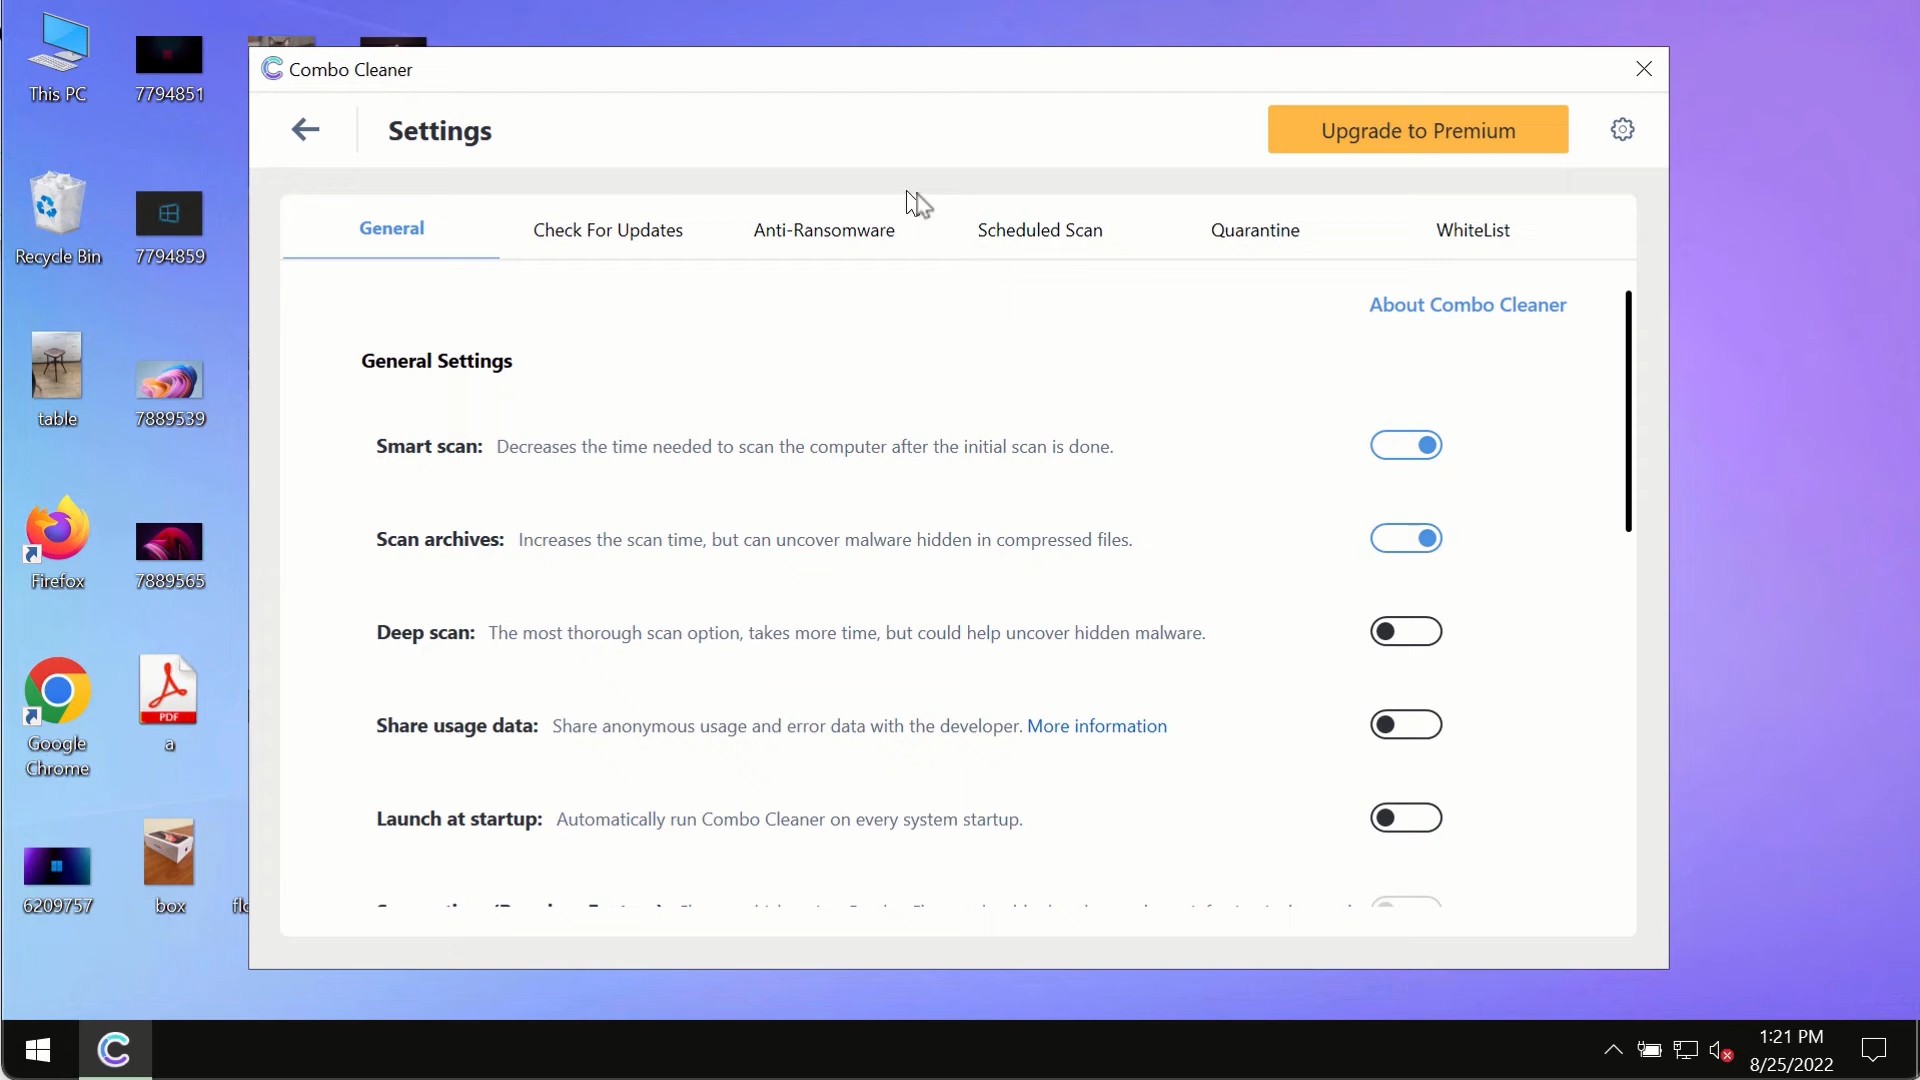 This PC
7794851
Recycle Bin
7794859
table
7889539
Firefox
7889565
Google
Chrome
PDF
a
6209757
box
Combo Cleaner
Settings
Upgrade to Premium
General
Check For Updates
Anti-Ransomware
Scheduled Scan
Quarantine
WhiteList
About Combo Cleaner
General Settings
Smart scan: Decreases the time needed to scan the computer after the initial scan is done.
Scan archives: Increases the scan time, but can uncover malware hidden in compressed files.
Deep scan: The most thorough scan option, takes more time, but could help uncover hidden malware.
Share usage data: Share anonymous usage and error data with the developer. More information
Launch at startup: Automatically run Combo Cleaner on every system startup.
1:21 PM
8/25/2022